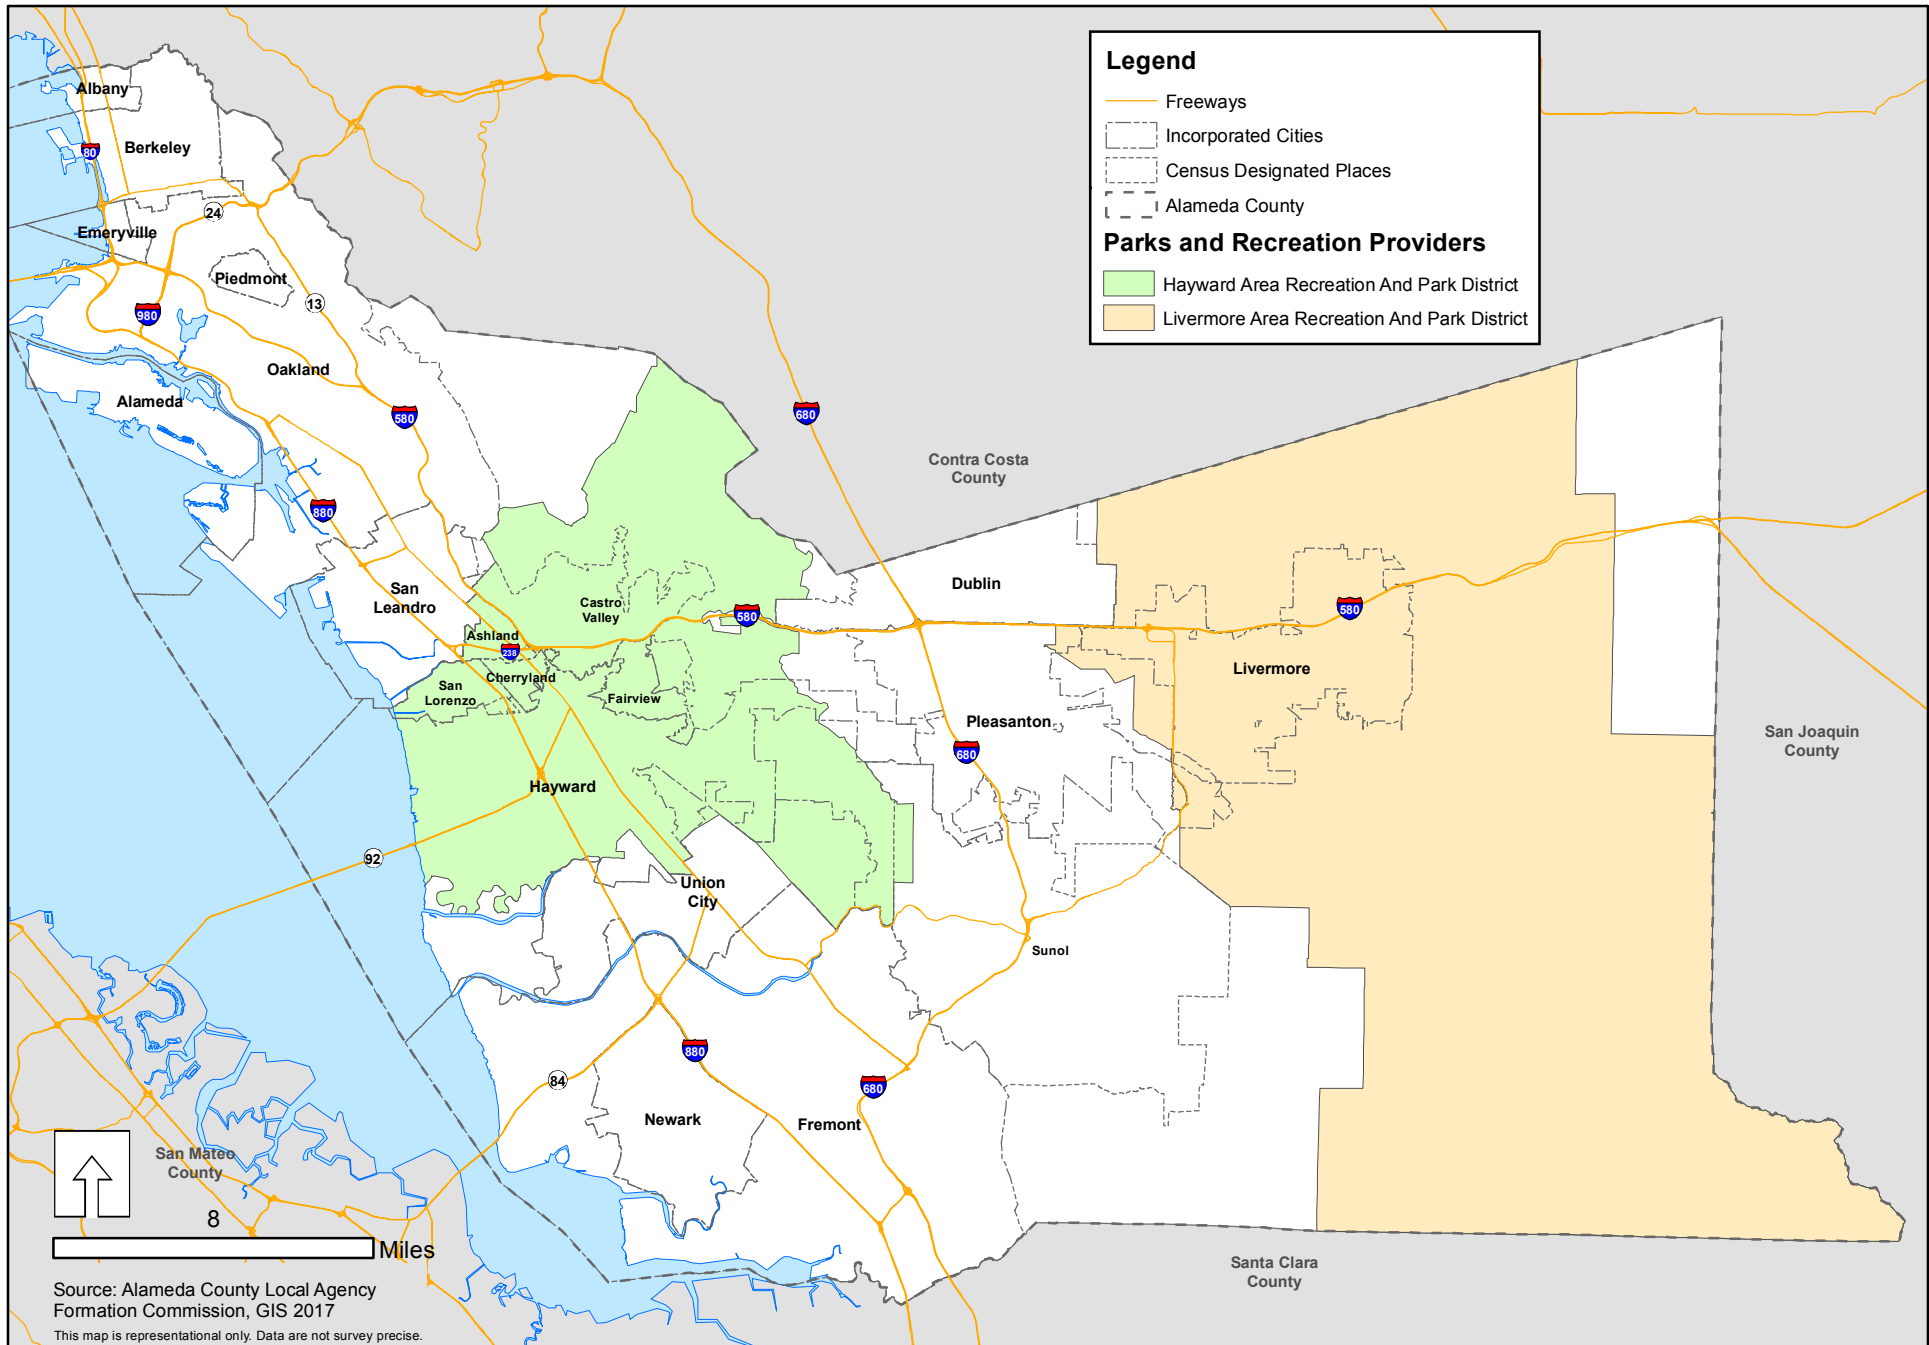 Legend
Freeways
Incorporated Cities
Census Designated Places
Alameda County
Parks and Recreation Providers
Hayward Area Recreation And Park District
Livermore Area Recreation And Park District
Albany
80
Berkeley
24
Emeryville
Piedmont
13
980
Oakland
Alameda
580
680
880
Contra Costa
County
San
Leandro
Castro
Valley
580
Dublin
580
Ashland
238
Cherryland
San
Lorenzo
Fairview
Livermore
Pleasanton
680
San Joaquin
County
Hayward
92
Union
City
Sunol
880
84
680
Newark
Fremont
San Mateo
County
Santa Clara
County
8
Miles
Source: Alameda County Local Agency
Formation Commission, GIS 2017
This map is representational only. Data are not survey precise.